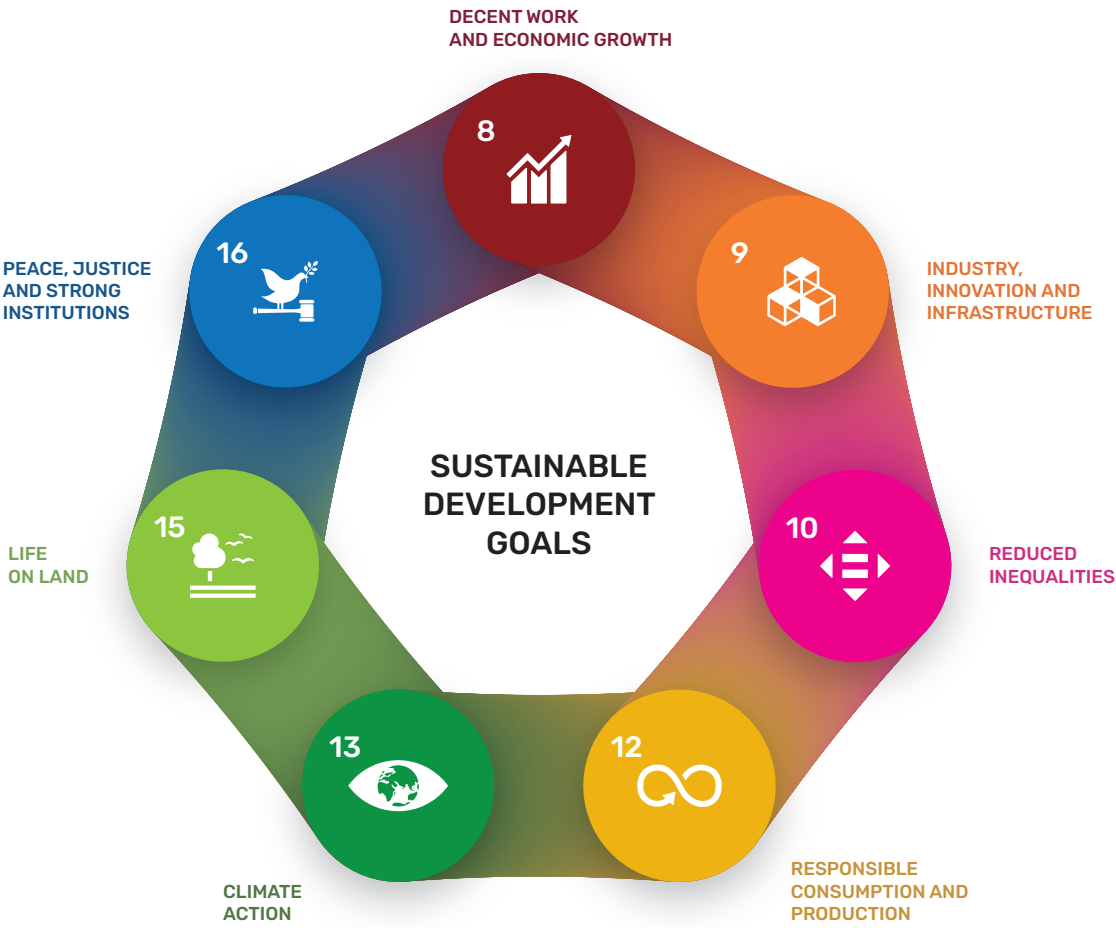 DECENT WORK
AND ECONOMIC GROWTH
8
16
9
PEACE, JUSTICE
AND STRONG
INSTITUTIONS
INDUSTRY,
INNOVATION AND
INFRASTRUCTURE
SUSTAINABLE
DEVELOPMENT
GOALS
15
10
LIFE
ON LAND
REDUCED
INEQUALITIES
13
12
CLIMATE
ACTION
RESPONSIBLE
CONSUMPTION AND
PRODUCTION